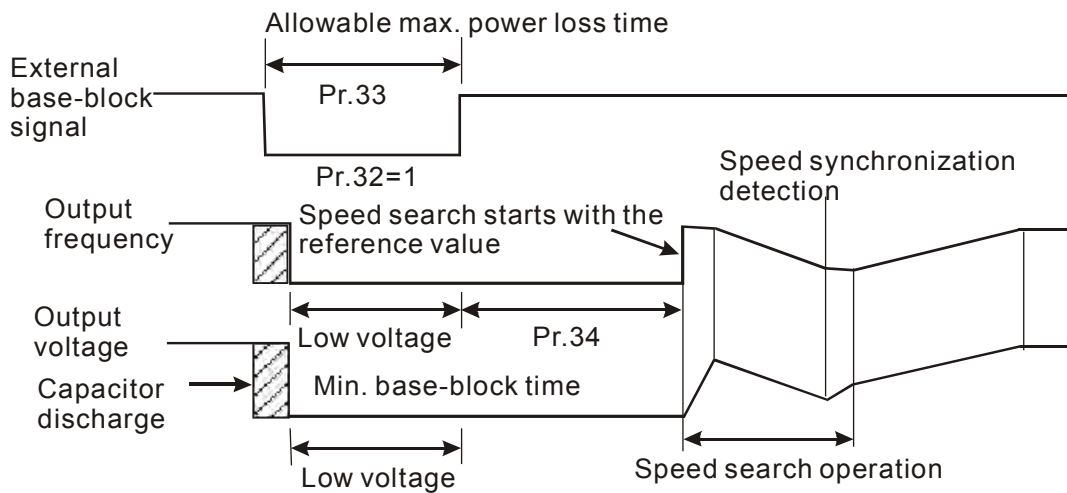 Allowable max. power loss time
External
base-block
signal
Pr.33
Pr.32=1
Speed synchronization
detection
Output
frequency
Speed search starts with the
reference value
Output
voltage
Low voltage
Pr.34
Capacitor
discharge
Min. base-block time
Low voltage
Speed search operation